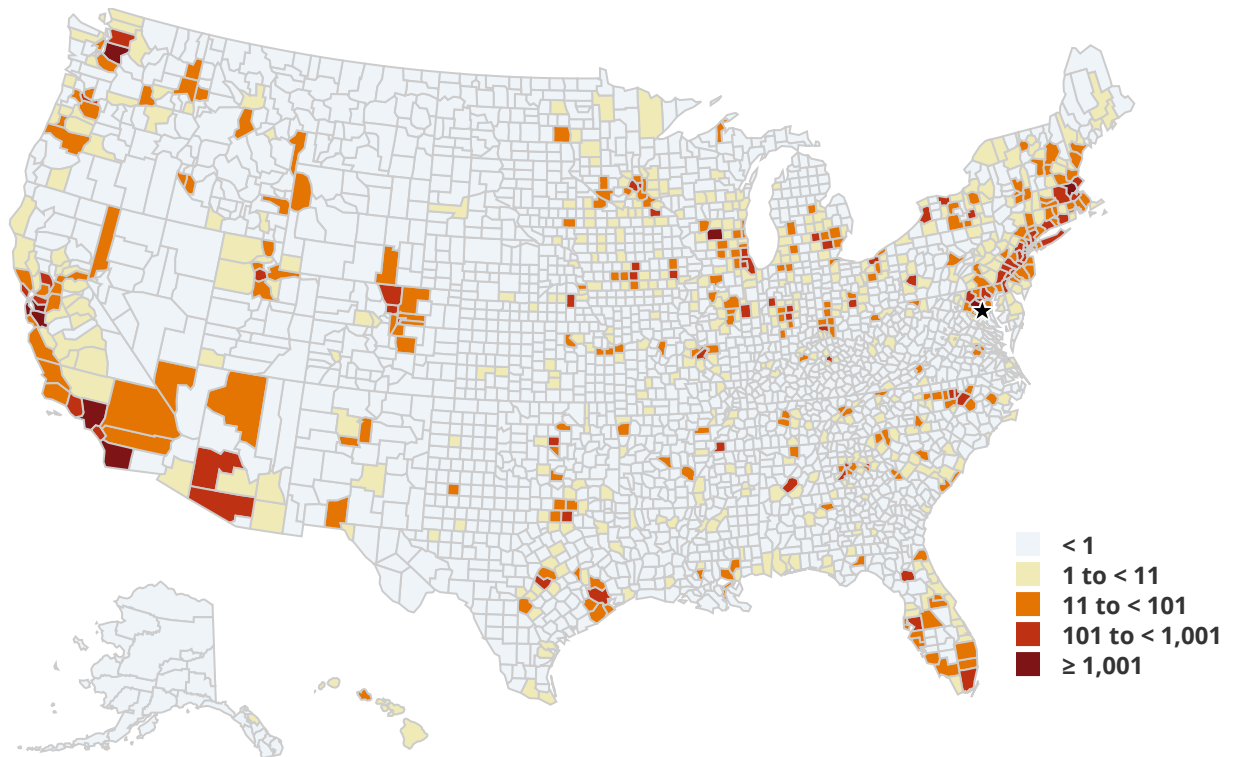 < 1
1 to < 11
11 to < 101
101 to < 1,001
≥ 1,001